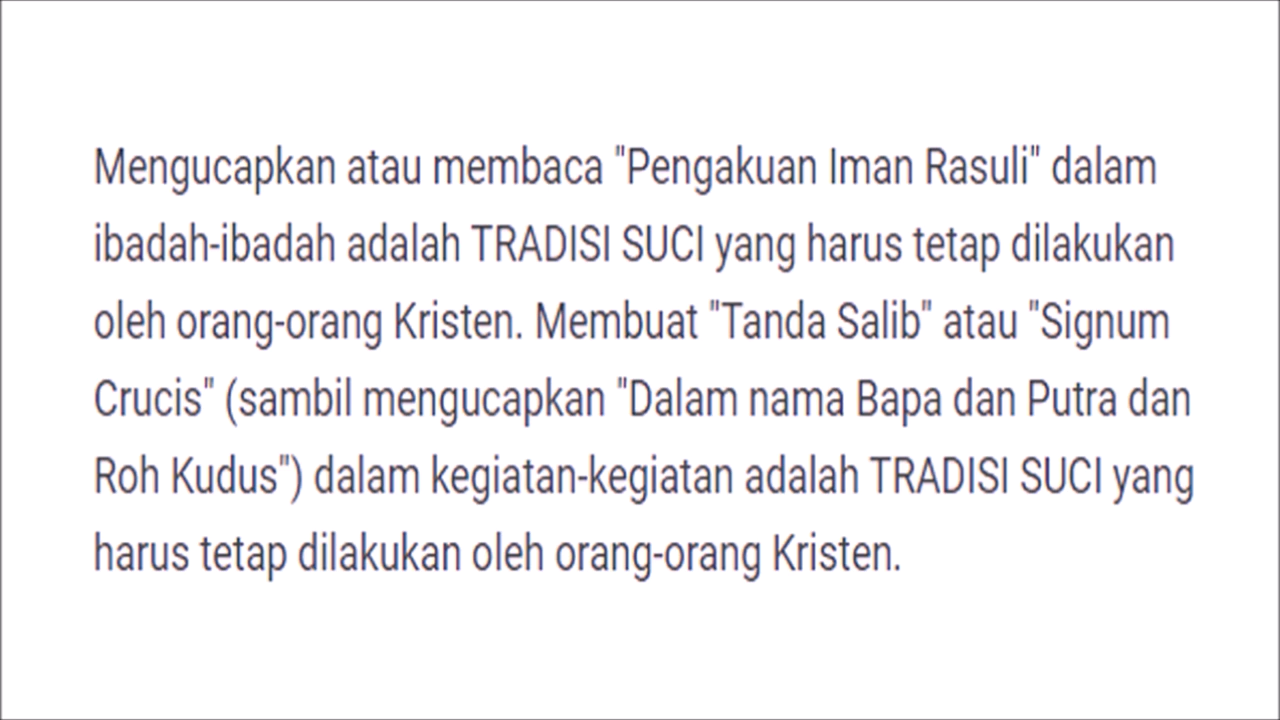 Mengucapkan atau membaca "Pengakuan Iman Rasuli" dalam
ibadah-ibadah adalah TRADISI SUCI yang harus tetap dilakukan
oleh orang-orang Kristen. Membuat "Tanda Salib" atau "Signum
Crucis" (sambil mengucapkan "Dalam nama Bapa dan Putra dan
Roh Kudus") dalam kegiatan-kegiatan adalah TRADISI SUCI yang
harus tetap dilakukan oleh orang-orang Kristen.